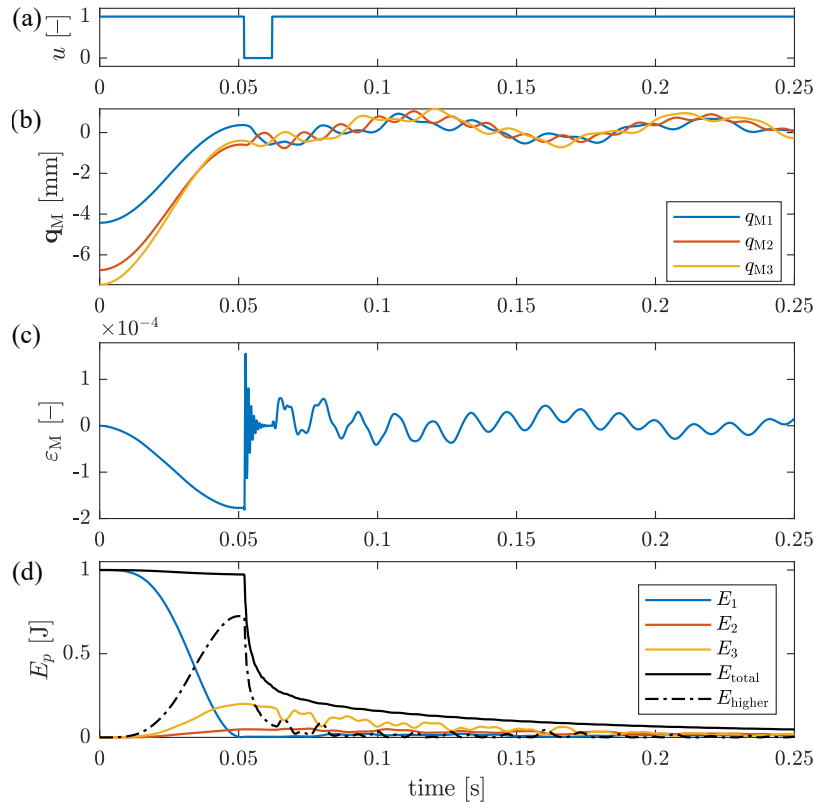 (a)
u [−]
1
0
0 0.05 0.1 0.15 0.2 0.25
(b)
q_M [mm]
0
-2
-4
-6
q_M1
q_M2
q_M3
0 0.05 0.1 0.15 0.2 0.25
×10⁻⁴
(c)
ε_M [−]
1
0
-1
-2
0 0.05 0.1 0.15 0.2 0.25
(d)
E_p [J]
1
0.5
0
E_1
E_2
E_3
E_total
E_higher
0 0.05 0.1 0.15 0.2 0.25
time [s]